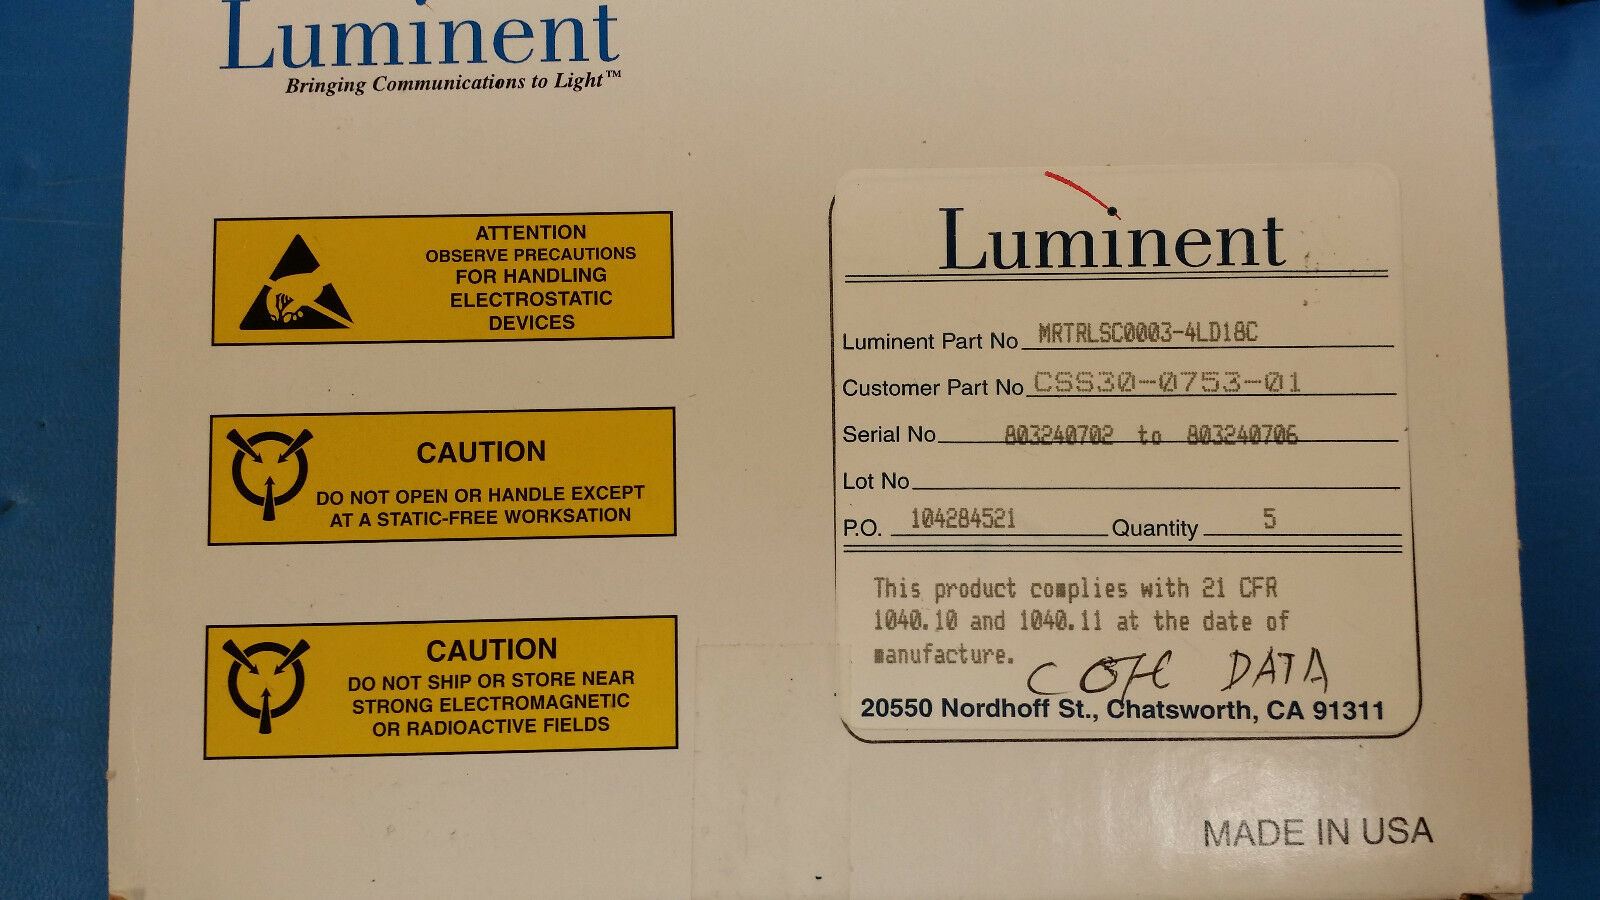 Luminent
Bringing Communications to Light™
ATTENTION
OBSERVE PRECAUTIONS
FOR HANDLING
ELECTROSTATIC
DEVICES
CAUTION
DO NOT OPEN OR HANDLE EXCEPT
AT A STATIC-FREE WORKSATION
CAUTION
DO NOT SHIP OR STORE NEAR
STRONG ELECTROMAGNETIC
OR RADIOACTIVE FIELDS
Luminent
Luminent Part No MRTRLSC0003-4LD18C
Customer Part No CSS30-0753-01
Serial No 803240702 to 803240706
Lot No
P.O. 104284521 Quantity 5
This product complies with 21 CFR
1040.10 and 1040.11 at the date of
manufacture.
DATA
20550 Nordhoff St., Chatsworth, CA 91311
MADE IN USA